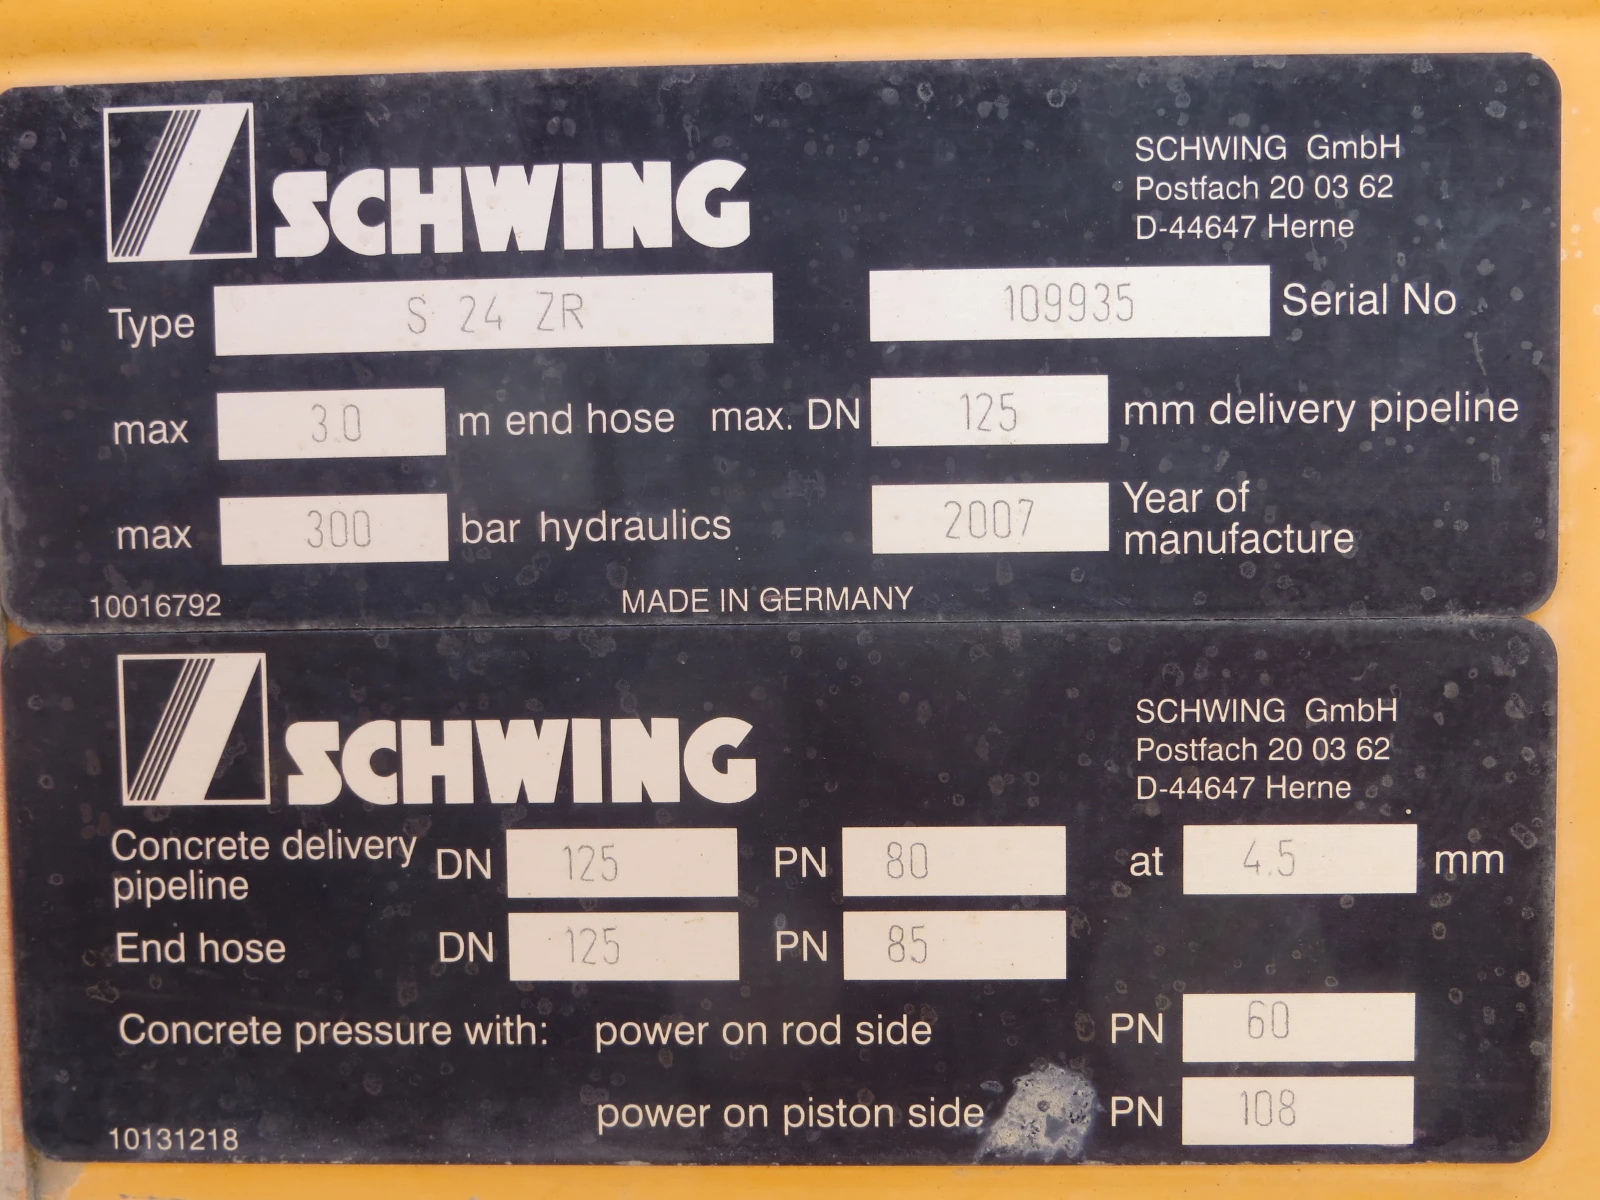 SCHWING
SCHWING GmbH
Postfach 20 03 62
D-44647 Herne
Type S 24 ZR 109935 Serial No
max 3.0 m end hose max. DN 125 mm delivery pipeline
max 300 bar hydraulics 2007 Year of manufacture
10016792 MADE IN GERMANY
SCHWING
SCHWING GmbH
Postfach 20 03 62
D-44647 Herne
Concrete delivery pipeline DN 125 PN 80 at 4.5 mm
End hose DN 125 PN 85
Concrete pressure with: power on rod side PN 60
power on piston side PN 108
10131218